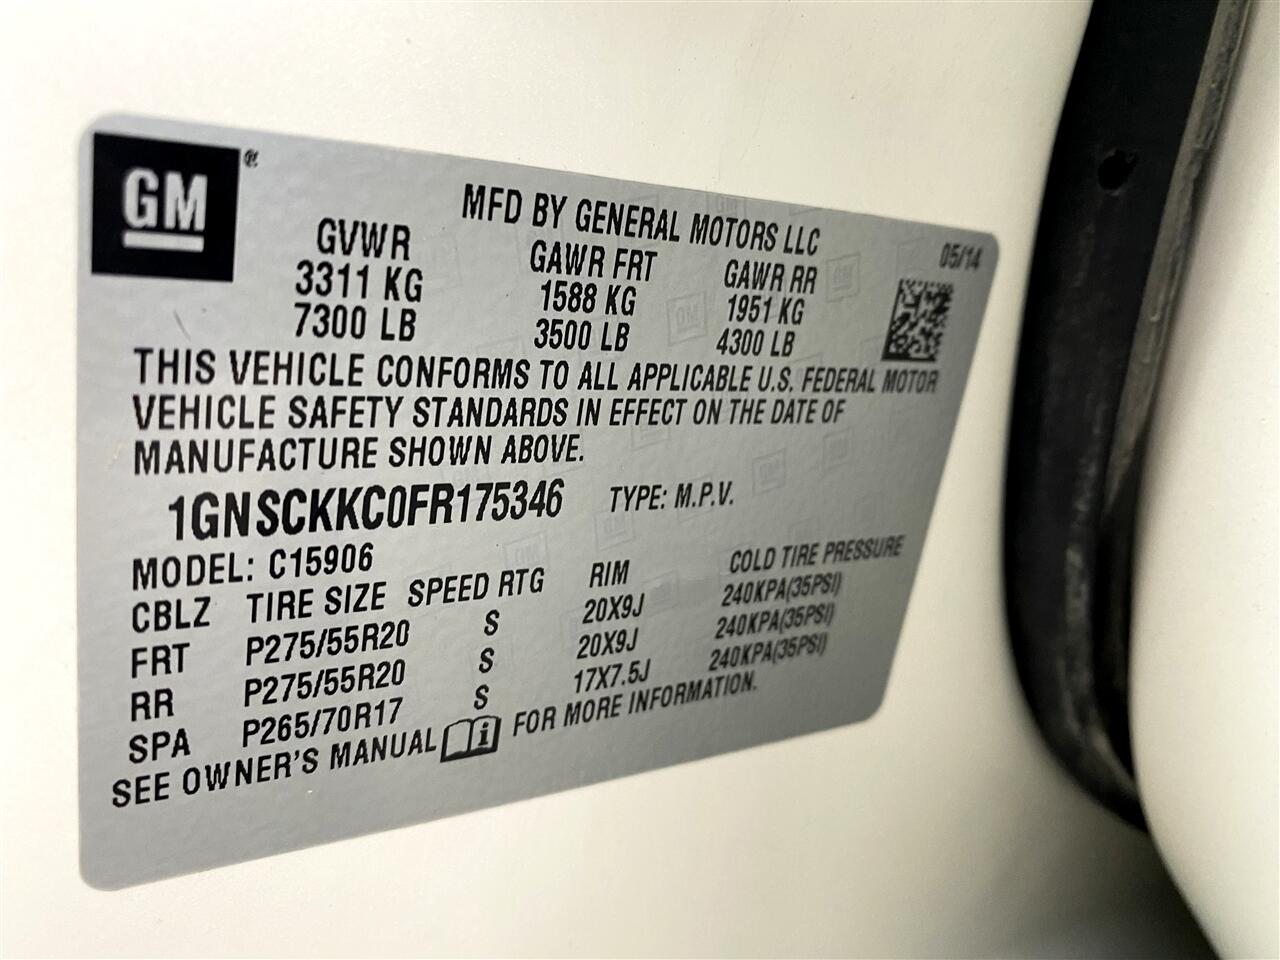 GM ®
MFD BY GENERAL MOTORS LLC
05/14
GVWR GAWR FRT GAWR RR
3311 KG 1588 KG 1951 KG
7300 LB 3500 LB 4300 LB
THIS VEHICLE CONFORMS TO ALL APPLICABLE U.S. FEDERAL MOTOR
VEHICLE SAFETY STANDARDS IN EFFECT ON THE DATE OF
MANUFACTURE SHOWN ABOVE.
1GNSCKKC0FR175346 TYPE: M.P.V.
MODEL: C15906
CBLZ TIRE SIZE SPEED RTG RIM COLD TIRE PRESSURE
FRT P275/55R20 S 20X9J 240KPA(35PSI)
RR P275/55R20 S 20X9J 240KPA(35PSI)
SPA P265/70R17 S 17X7.5J 240KPA(35PSI)
SEE OWNER'S MANUAL i FOR MORE INFORMATION.